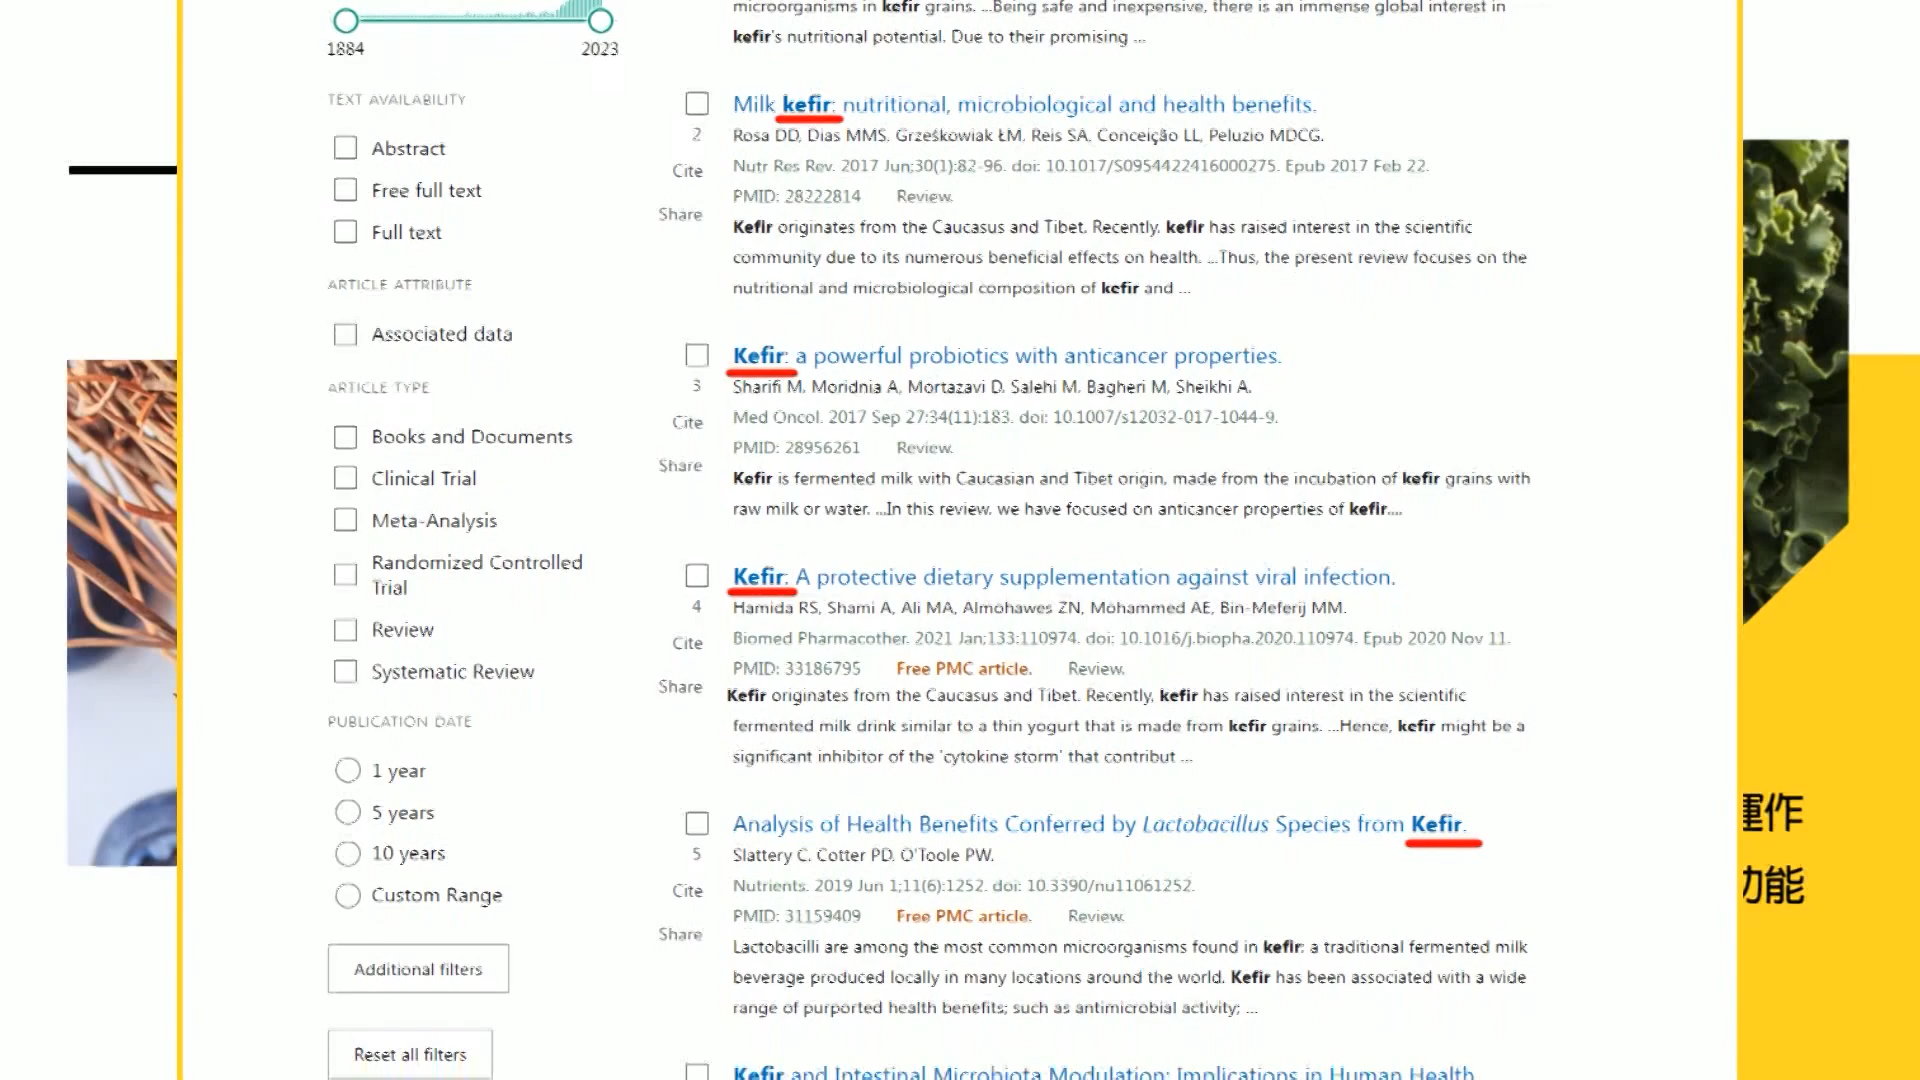 1884 2023
TEXT AVAILABILITY
Abstract
Free full text
Full text
ARTICLE ATTRIBUTE
Associated data
ARTICLE TYPE
Books and Documents
Clinical Trial
Meta-Analysis
Randomized Controlled
Trial
Review
Systematic Review
PUBLICATION DATE
1 year
5 years
10 years
Custom Range
Additional filters
Reset all filters
microorganisms in kefir grains. ...Being safe and inexpensive, there is an immense global interest in
kefir's nutritional potential. Due to their promising ...
Milk kefir: nutritional, microbiological and health benefits.
2
Cite
Share
Rosa DD, Dias MMS, Grześkowiak ŁM, Reis SA, Conceição LL, Peluzio MDCG.
Nutr Res Rev. 2017 Jun;30(1):82-96. doi: 10.1017/S0954422416000275. Epub 2017 Feb 22.
PMID: 28222814 Review.
Kefir originates from the Caucasus and Tibet. Recently, kefir has raised interest in the scientific
community due to its numerous beneficial effects on health. ...Thus, the present review focuses on the
nutritional and microbiological composition of kefir and ...
Kefir: a powerful probiotics with anticancer properties.
3
Cite
Share
Sharifi M, Moridnia A, Mortazavi D, Salehi M, Bagheri M, Sheikhi A.
Med Oncol. 2017 Sep 27;34(11):183. doi: 10.1007/s12032-017-1044-9.
PMID: 28956261 Review.
Kefir is fermented milk with Caucasian and Tibet origin, made from the incubation of kefir grains with
raw milk or water. ...In this review, we have focused on anticancer properties of kefir....
Kefir: A protective dietary supplementation against viral infection.
4
Cite
Share
Hamida RS, Shami A, Ali MA, Almohawes ZN, Mohammed AE, Bin-Meferij MM.
Biomed Pharmacother. 2021 Jan;133:110974. doi: 10.1016/j.biopha.2020.110974. Epub 2020 Nov 11.
PMID: 33186795 Free PMC article. Review.
Kefir originates from the Caucasus and Tibet. Recently, kefir has raised interest in the scientific
fermented milk drink similar to a thin yogurt that is made from kefir grains. ...Hence, kefir might be a
significant inhibitor of the 'cytokine storm' that contribut ...
Analysis of Health Benefits Conferred by Lactobacillus Species from Kefir.
5
Cite
Share
Slattery C, Cotter PD, O'Toole PW.
Nutrients. 2019 Jun 1;11(6):1252. doi: 10.3390/nu11061252.
PMID: 31159409 Free PMC article. Review.
Lactobacilli are among the most common microorganisms found in kefir; a traditional fermented milk
beverage produced locally in many locations around the world. Kefir has been associated with a wide
range of purported health benefits; such as antimicrobial activity; ...
Kefir and Intestinal Microbiota Modulation: Implications in Human Health.
運作
功能